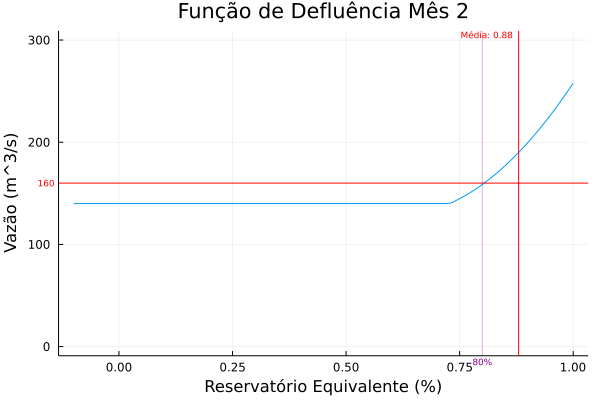 Função de Defluência Mês 2
Média: 0.88
300
200
160
100
0
Vazão (m^3/s)
0.00
0.25
0.50
0.75
80%
1.00
Reservatório Equivalente (%)